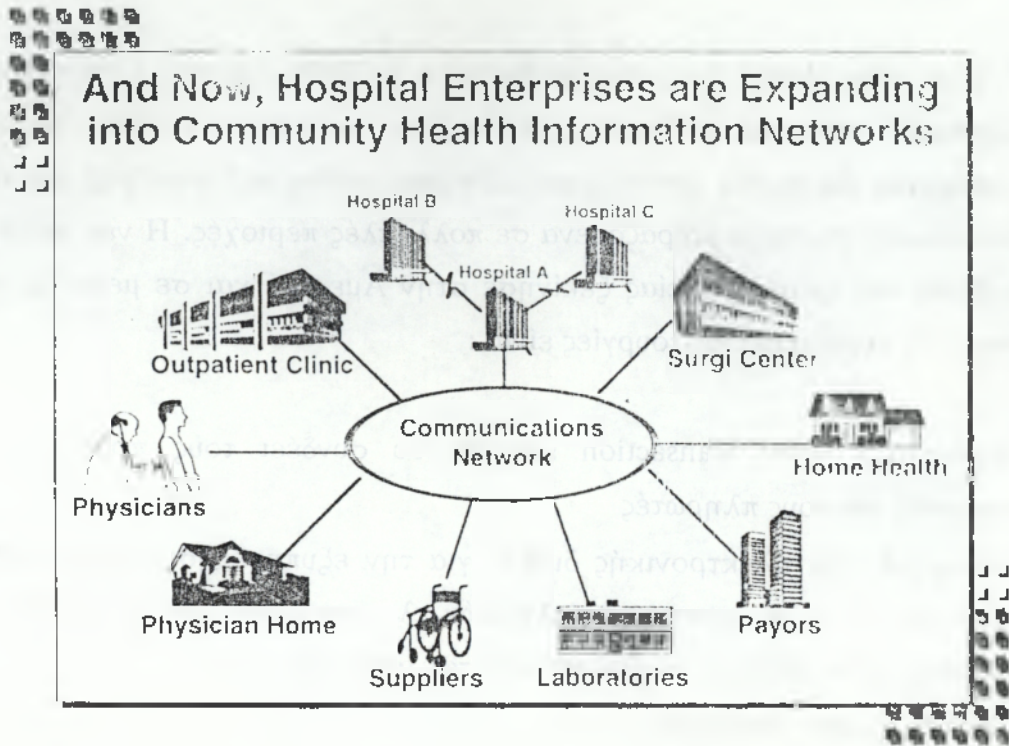 And Now, Hospital Enterprises are Expanding
into Community Health Information Networks
Hospital B
Hospital C
Hospital A
Outpatient Clinic
Surgi Center
Communications
Network
Home Health
Physicians
Physician Home
Payors
Suppliers
Laboratories